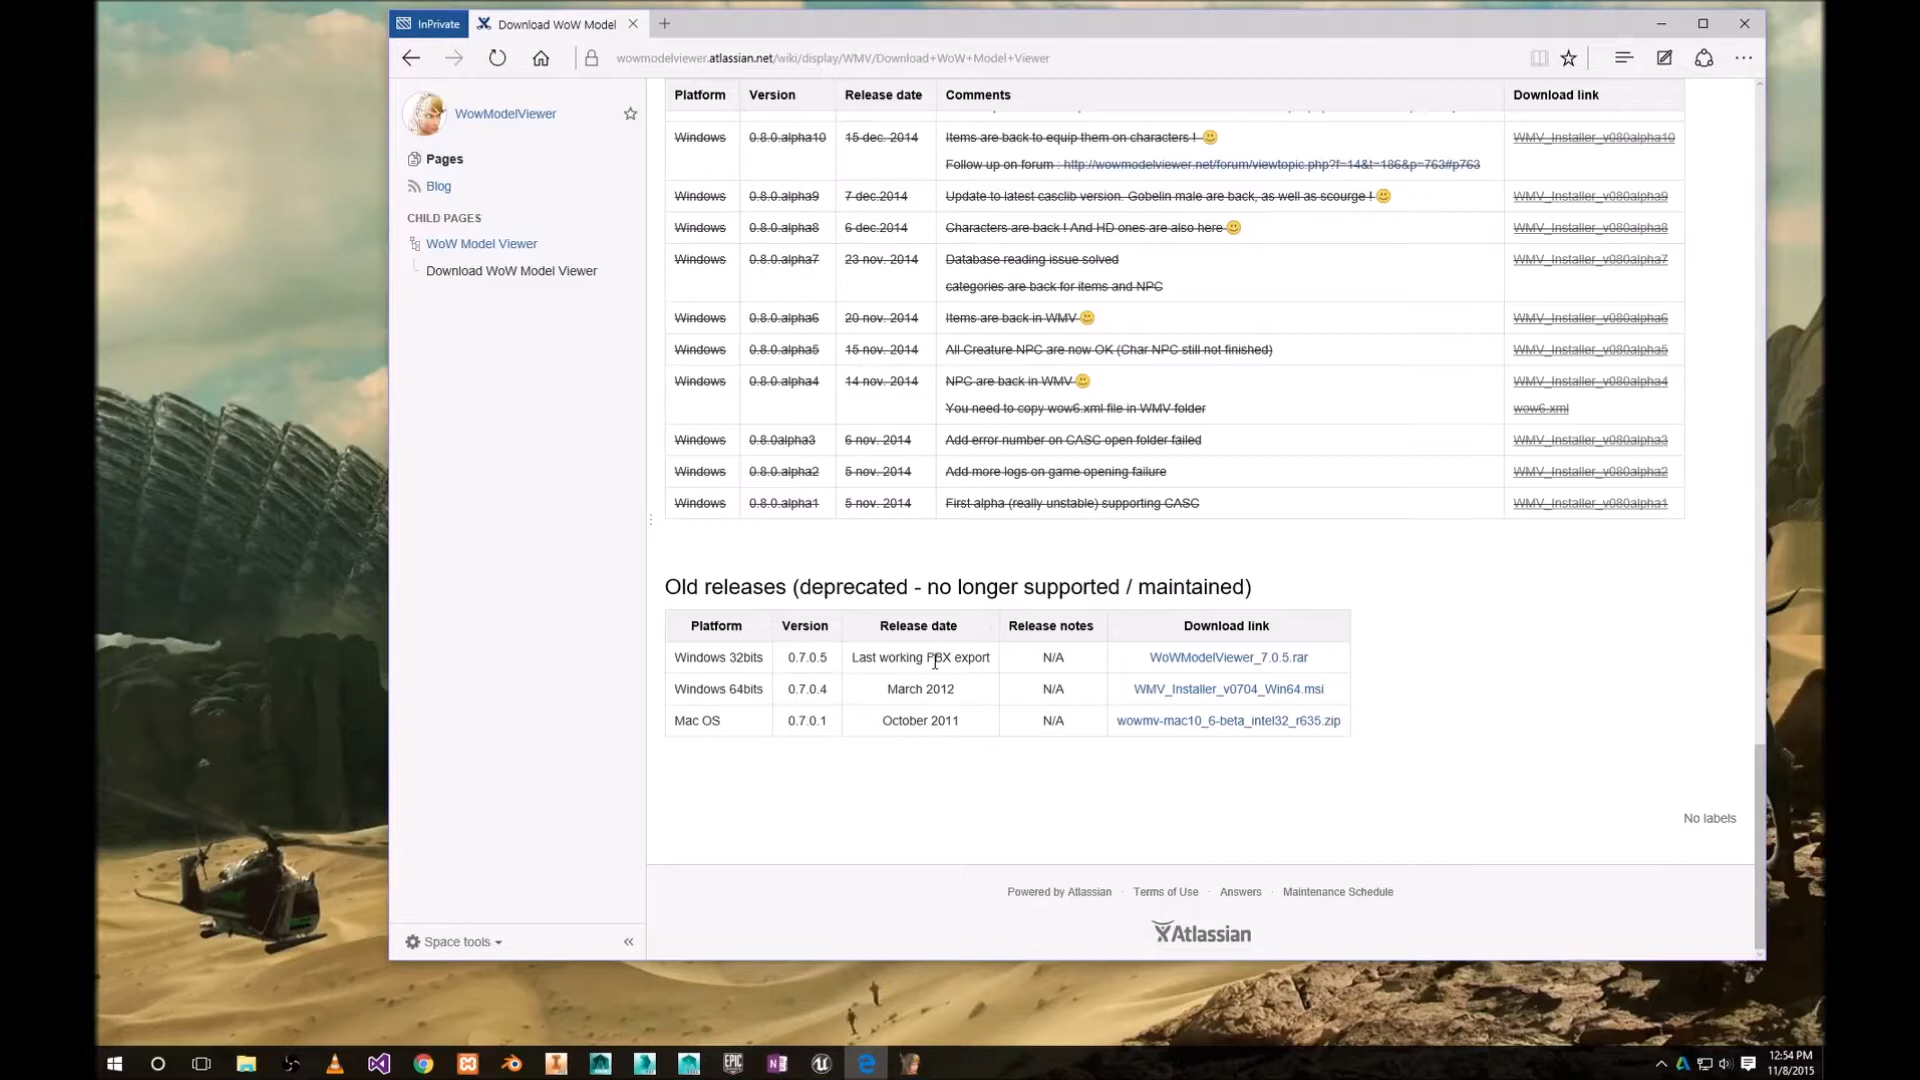 InPrivate
Download WoW Model
wowmodelviewer.atlassian.net/wiki/display/WMV/Download+WoW+Model+Viewer
WowModelViewer
Pages
Blog
CHILD PAGES
WoW Model Viewer
Download WoW Model Viewer
Space tools
Platform Version Release date Comments Download link
Windows 0.8.0.alpha10 15 dec. 2014 Items are back to equip them on characters ! WMV_Installer_v080alpha10
Follow up on forum : http://wowmodelviewer.net/forum/viewtopic.php?f=14&t=186&p=763#p763
Windows 0.8.0.alpha9 7 dec.2014 Update to latest casclib version. Gobelin male are back, as well as scourge ! WMV_Installer_v080alpha9
Windows 0.8.0.alpha8 6 dec.2014 Characters are back ! And HD ones are also here WMV_Installer_v080alpha8
Windows 0.8.0.alpha7 23 nov. 2014 Database reading issue solved WMV_Installer_v080alpha7
categories are back for items and NPC
Windows 0.8.0.alpha6 20 nov. 2014 Items are back in WMV WMV_Installer_v080alpha6
Windows 0.8.0.alpha5 15 nov. 2014 All Creature NPC are now OK (Char NPC still not finished) WMV_Installer_v080alpha5
Windows 0.8.0.alpha4 14 nov. 2014 NPC are back in WMV WMV_Installer_v080alpha4
You need to copy wow6.xml file in WMV folder wow6.xml
Windows 0.8.0alpha3 6 nov. 2014 Add error number on CASC open folder failed WMV_Installer_v080alpha3
Windows 0.8.0.alpha2 5 nov. 2014 Add more logs on game opening failure WMV_Installer_v080alpha2
Windows 0.8.0.alpha1 5 nov. 2014 First alpha (really unstable) supporting CASC WMV_Installer_v080alpha1
Old releases (deprecated - no longer supported / maintained)
Platform Version Release date Release notes Download link
Windows 32bits 0.7.0.5 Last working FBX export N/A WoWModelViewer_7.0.5.rar
Windows 64bits 0.7.0.4 March 2012 N/A WMV_Installer_v0704_Win64.msi
Mac OS 0.7.0.1 October 2011 N/A wowmv-mac10_6-beta_intel32_r635.zip
No labels
Powered by Atlassian · Terms of Use · Answers · Maintenance Schedule
Atlassian
EPIC
12:54 PM
11/8/2015